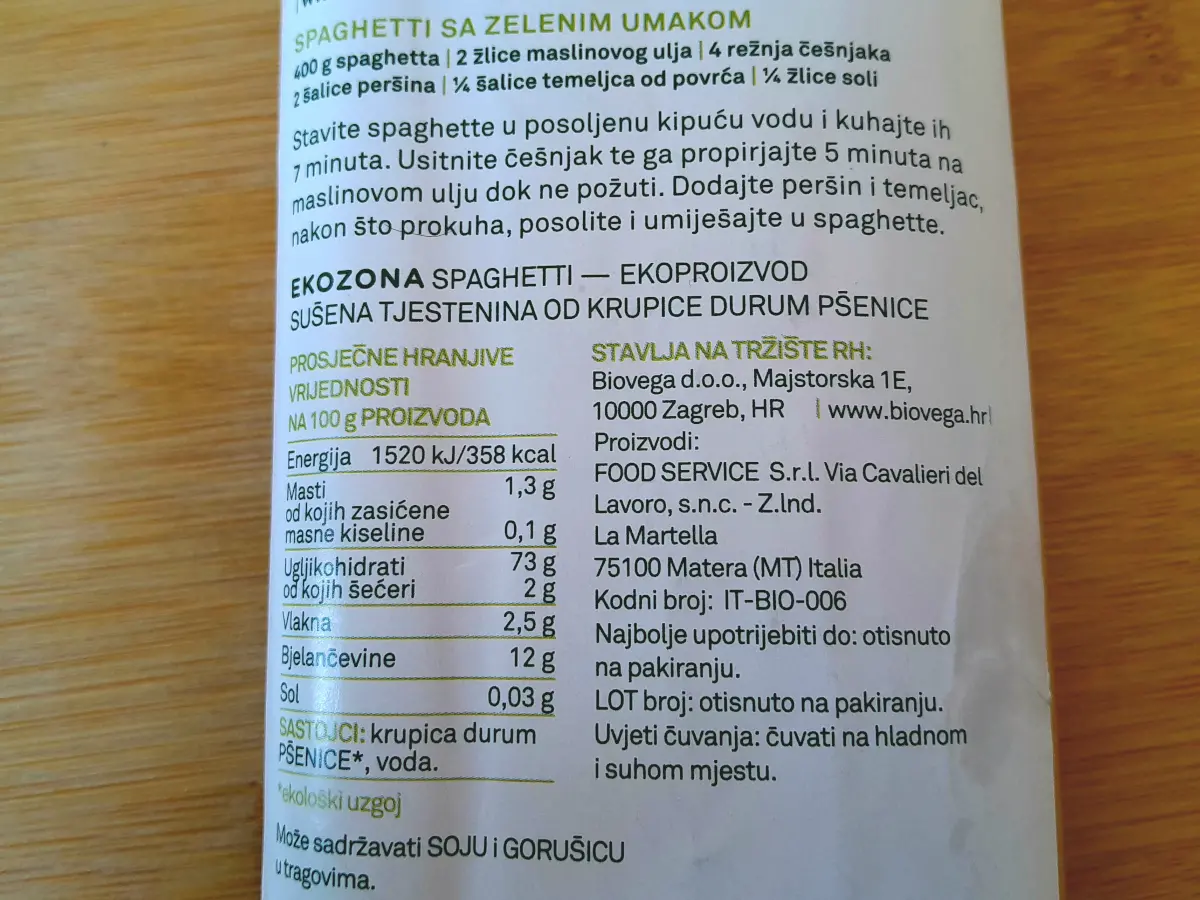 SPAGHETTI SA ZELENIM UMAKOM
400 g spaghetta | 2 žlice maslinovog ulja | 4 režnja češnjaka
2 šalice peršina | ¼ šalice temeljca od povrća | ¼ žlice soli
Stavite spaghette u posoljenu kipuću vodu i kuhajte ih
7 minuta. Usitnite češnjak te ga propirjajte 5 minuta na
maslinovom ulju dok ne požuti. Dodajte peršin i temeljac,
nakon što prokuha, posolite i umiješajte u spaghette.
EKOZONA SPAGHETTI — EKOPROIZVOD
SUŠENA TJESTENINA OD KRUPICE DURUM PŠENICE
PROSJEČNE HRANJIVE
VRIJEDNOSTI
NA 100 g PROIZVODA
Energija 1520 kJ/358 kcal
Masti 1,3 g
od kojih zasićene
masne kiseline 0,1 g
Ugljikohidrati 73 g
od kojih šećeri 2 g
Vlakna 2,5 g
Bjelančevine 12 g
Sol 0,03 g
SASTOJCI: krupica durum
PŠENICE*, voda.
*ekološki uzgoj
Može sadržavati SOJU i GORUŠICU
u tragovima.
STAVLJA NA TRŽIŠTE RH:
Biovega d.o.o., Majstorska 1E,
10000 Zagreb, HR | www.biovega.hr
Proizvodi:
FOOD SERVICE S.r.l. Via Cavalieri del
Lavoro, s.n.c. - Z.Ind.
La Martella
75100 Matera (MT) Italia
Kodni broj: IT-BIO-006
Najbolje upotrijebiti do: otisnuto
na pakiranju.
LOT broj: otisnuto na pakiranju.
Uvjeti čuvanja: čuvati na hladnom
i suhom mjestu.